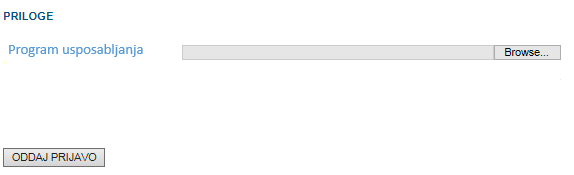 PRILOGE
Program usposabljanja
Browse...
ODDAJ PRIJAVO